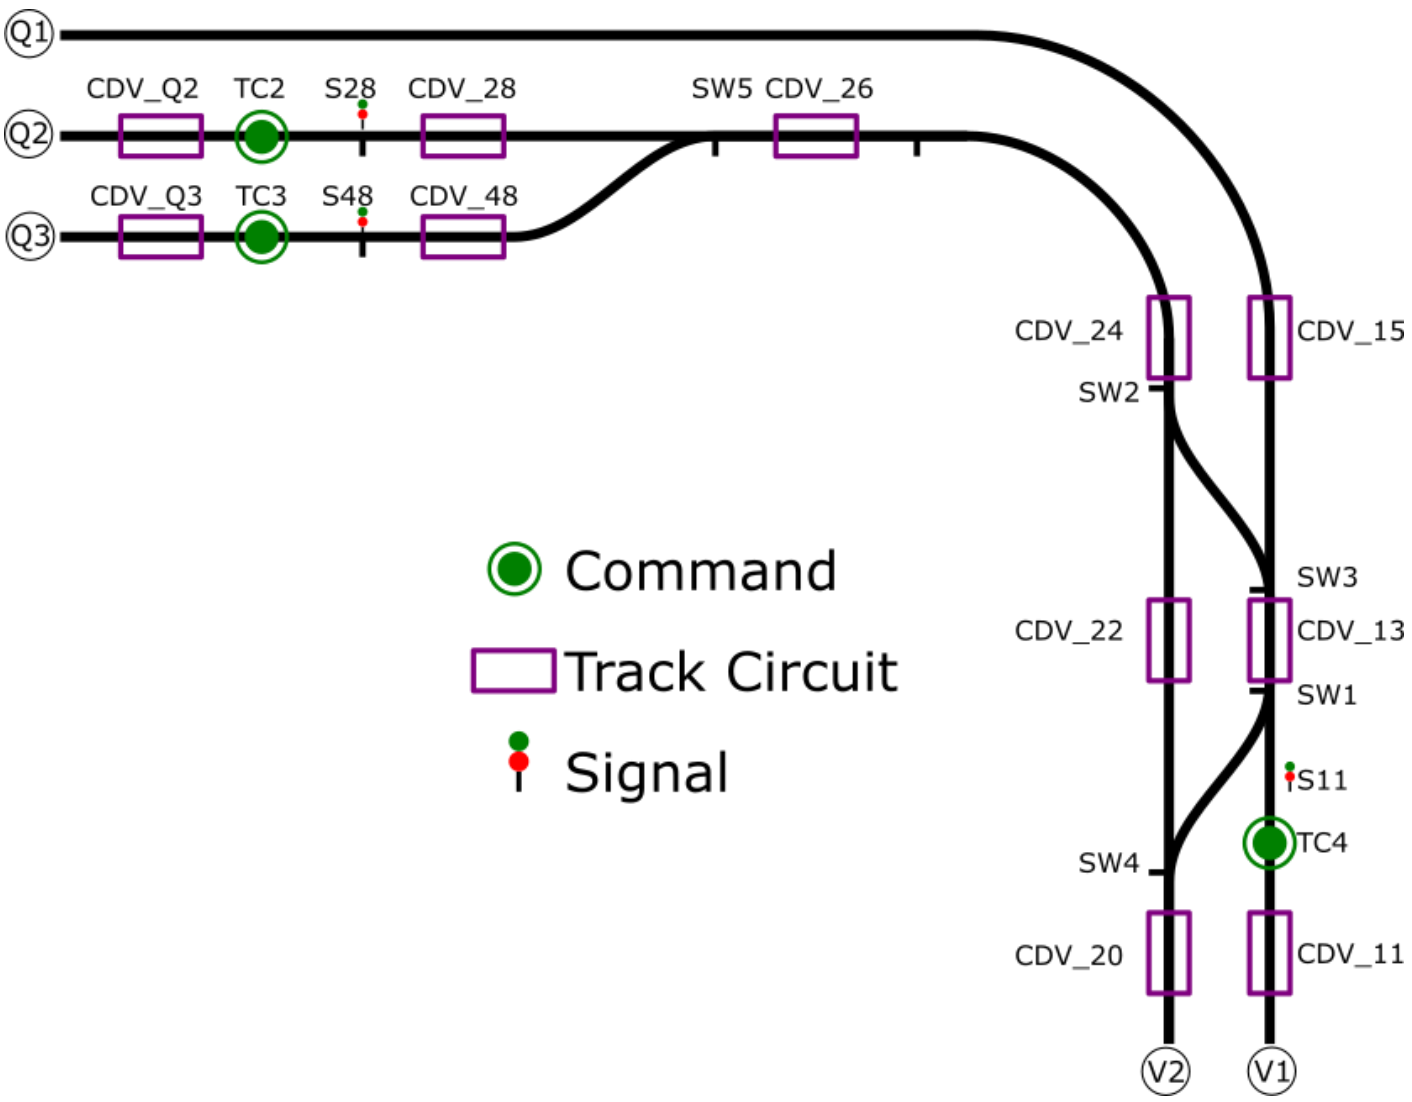 Q1
CDV_Q2 TC2 S28 CDV_28 SW5 CDV_26
Q2
CDV_Q3 TC3 S48 CDV_48
Q3
CDV_24 CDV_15
SW2
Command
SW3
CDV_22 CDV_13
Track Circuit
SW1
Signal
S11
TC4
SW4
CDV_20 CDV_11
V2 V1